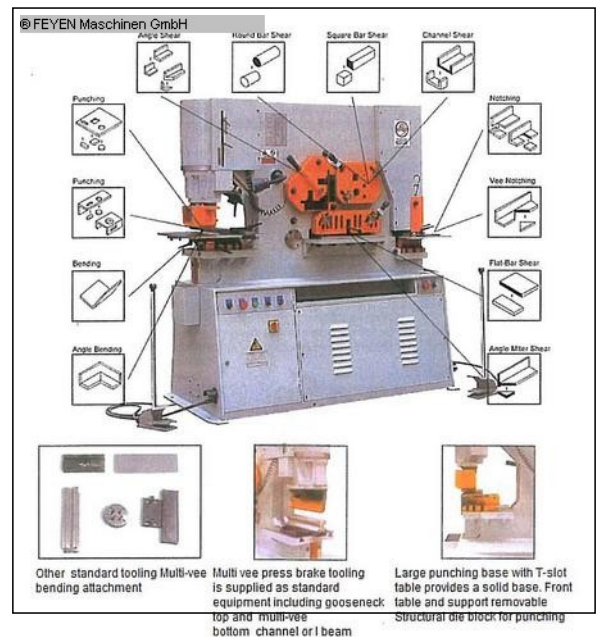 © FEYEN Maschinen GmbH
Angle Shear
Round Bar Shear
Square Bar Shear
Channel Shear
Punching
Notching
Punching
Vee Notching
Bending
Flat-Bar Shear
Angle Bending
Angle Miter Shear
Other standard tooling Multi-vee
bending attachment
Multi vee press brake tooling
is supplied as standard
equipment including gooseneck
top and multi-vee
bottom channel or I beam
Large punching base with T-slot
table provides a solid base. Front
table and support removable
Structural die block for punching